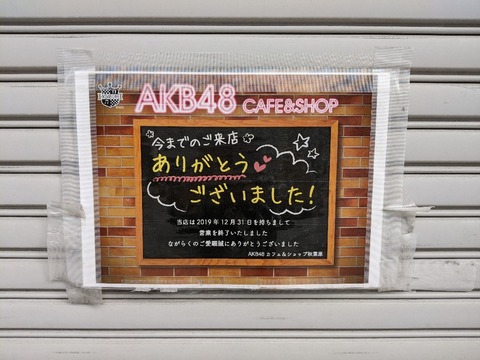 AKB48 CAFE&SHOP
今までのご来店
ありがとう
ございました!
当店は2019年12月31日を持ちまして
営業を終了いたしました
ながらくのご愛顧誠にありがとうございました
AKB48 カフェ&ショップ秋葉原